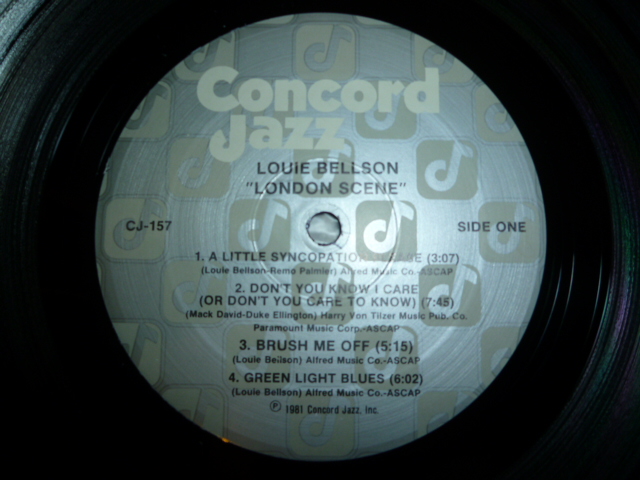 Concord
Jazz
LOUIE BELLSON
"LONDON SCENE"
CJ-157 SIDE ONE
1. A LITTLE SYNCOPATION (3:07)
(Louie Bellson-Remo Palmier) Alfred Music Co.-ASCAP
2. DON'T YOU KNOW I CARE
(OR DON'T YOU CARE TO KNOW) (7:45)
(Mack David-Duke Ellington) Harry Von Tilzer Music Pub. Co.
Paramount Music Corp.-ASCAP
3. BRUSH ME OFF (5:15)
(Louie Bellson) Alfred Music Co.-ASCAP
4. GREEN LIGHT BLUES (6:02)
(Louie Bellson) Alfred Music Co.-ASCAP
℗ 1981 Concord Jazz, Inc.